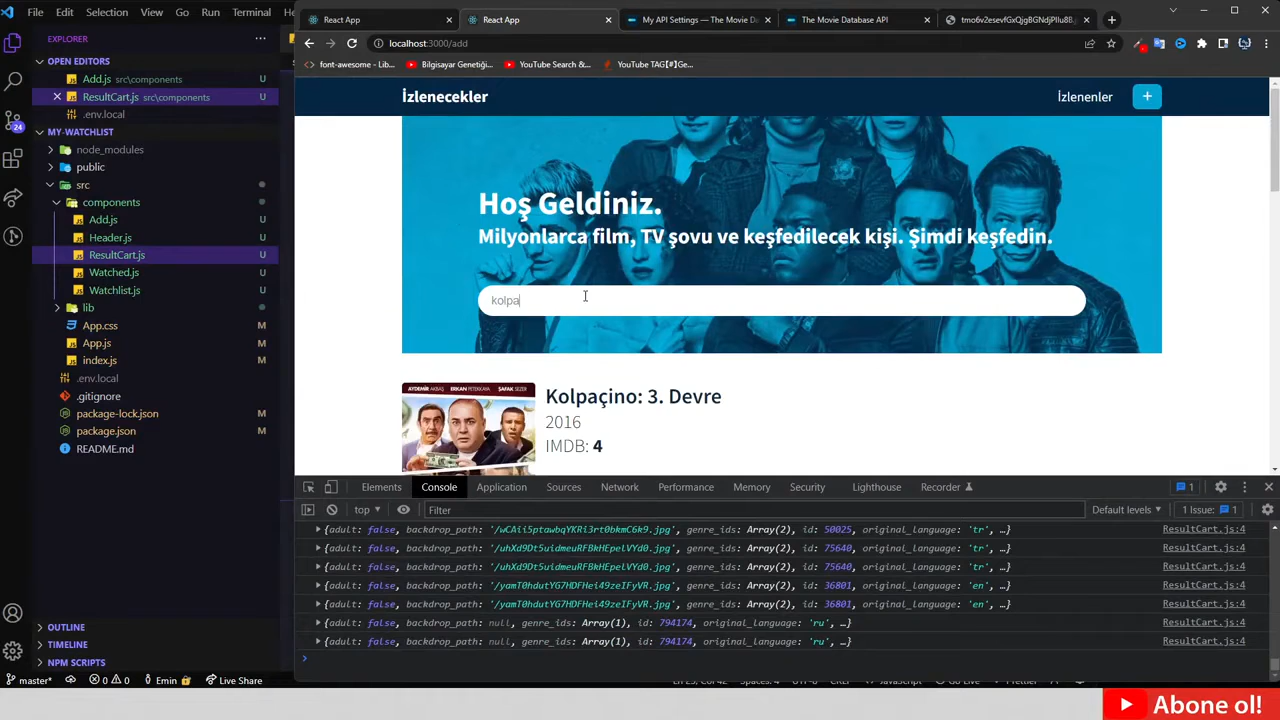 File Edit Selection View Go Run Terminal
React App
React App
My API Settings — The Movie Da
The Movie Database API
localhost:3000/add
font-awesome - Lib...
Bilgisayar Genetiği...
YouTube Search &...
YouTube TAG【#】Ge...
EXPLORER
OPEN EDITORS
Add.js src\components U
ResultCart.js src\components U
.env.local
MY-WATCHLIST
node_modules
public
src
components
Add.js U
Header.js U
ResultCart.js U
Watched.js U
Watchlist.js U
lib
App.css M
App.js M
index.js M
.env.local
.gitignore
package-lock.json M
package.json M
README.md
OUTLINE
TIMELINE
NPM SCRIPTS
master* 0 0 Emin Live Share
24
İzlenecekler
İzlenenler +
Hoş Geldiniz.
Milyonlarca film, TV şovu ve keşfedilecek kişi. Şimdi keşfedin.
kolpa
AYDEMİR AKBAŞ ERKAN PETEKKAYA ŞAFAK SEZER
Kolpaçino: 3. Devre
2016
IMDB: 4
Elements Console Application Sources Network Performance Memory Security Lighthouse Recorder 1
top Filter Default levels 1 Issue: 1
{adult: false, backdrop_path: '/wCAii5ptawbqYKRi3rt0bkmC6k9.jpg', genre_ids: Array(2), id: 50025, original_language: 'tr', …} ResultCart.js:4
{adult: false, backdrop_path: '/uhXd9Dt5uidmeuRFBkHEpelVYd0.jpg', genre_ids: Array(2), id: 75640, original_language: 'tr', …} ResultCart.js:4
{adult: false, backdrop_path: '/uhXd9Dt5uidmeuRFBkHEpelVYd0.jpg', genre_ids: Array(2), id: 75640, original_language: 'tr', …} ResultCart.js:4
{adult: false, backdrop_path: '/yamT0hdutYG7HDFHei49zeIFyVR.jpg', genre_ids: Array(2), id: 36801, original_language: 'en', …} ResultCart.js:4
{adult: false, backdrop_path: '/yamT0hdutYG7HDFHei49zeIFyVR.jpg', genre_ids: Array(2), id: 36801, original_language: 'en', …} ResultCart.js:4
{adult: false, backdrop_path: null, genre_ids: Array(1), id: 794174, original_language: 'ru', …} ResultCart.js:4
{adult: false, backdrop_path: null, genre_ids: Array(1), id: 794174, original_language: 'ru', …} ResultCart.js:4
Abone ol!